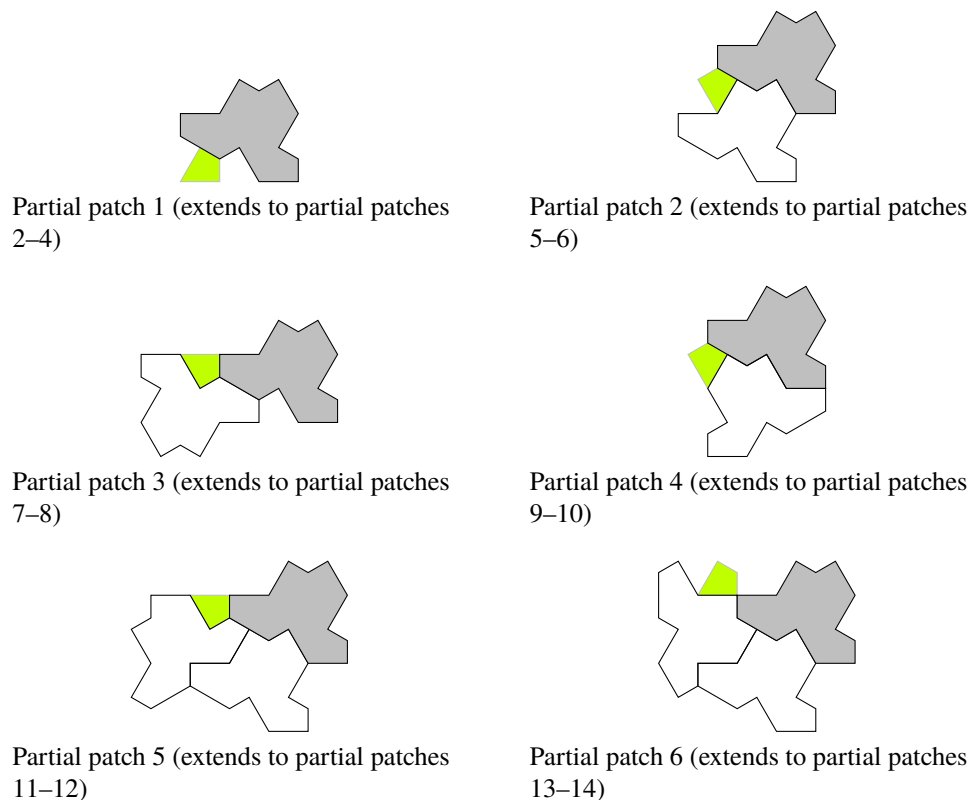 Partial patch 1 (extends to partial patches
2–4)
Partial patch 2 (extends to partial patches
5–6)
Partial patch 3 (extends to partial patches
7–8)
Partial patch 4 (extends to partial patches
9–10)
Partial patch 5 (extends to partial patches
11–12)
Partial patch 6 (extends to partial patches
13–14)